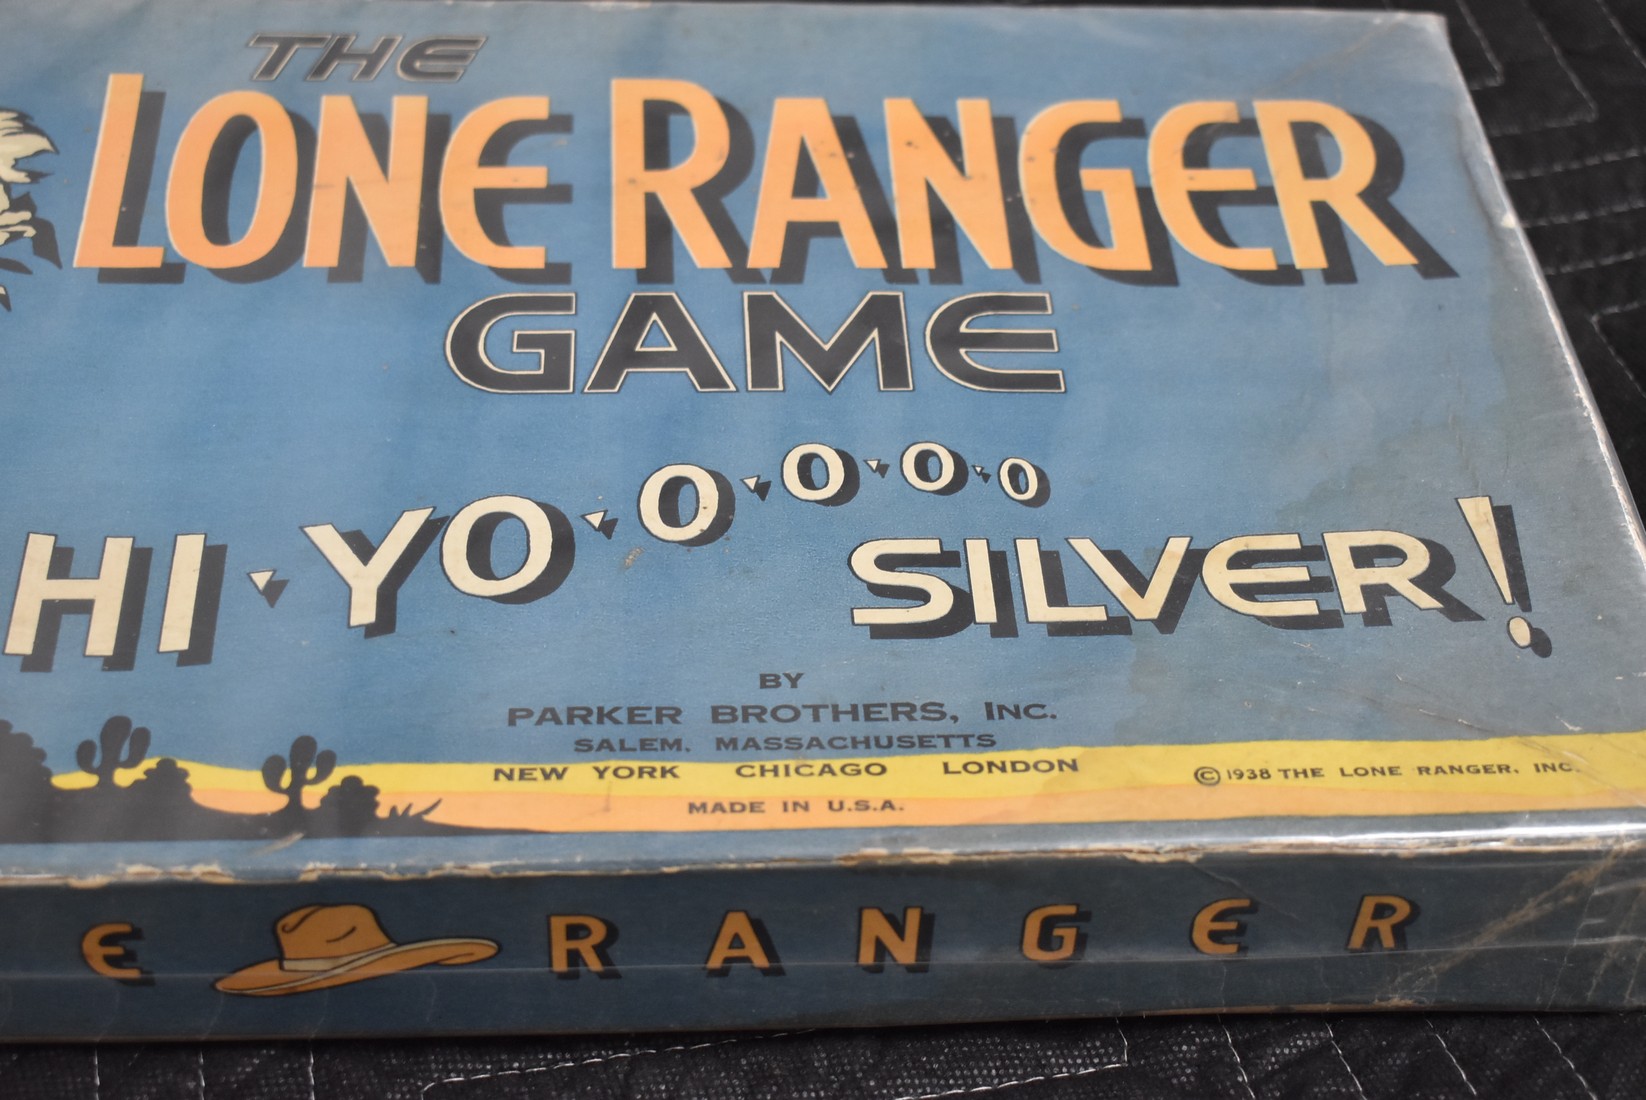 THE
LONE RANGER
GAME
HI-YO-O-O-O-O SILVER!
BY
PARKER BROTHERS, INC.
SALEM, MASSACHUSETTS
NEW YORK CHICAGO LONDON
MADE IN U.S.A.
© 1938 THE LONE RANGER, INC.
E RANGER